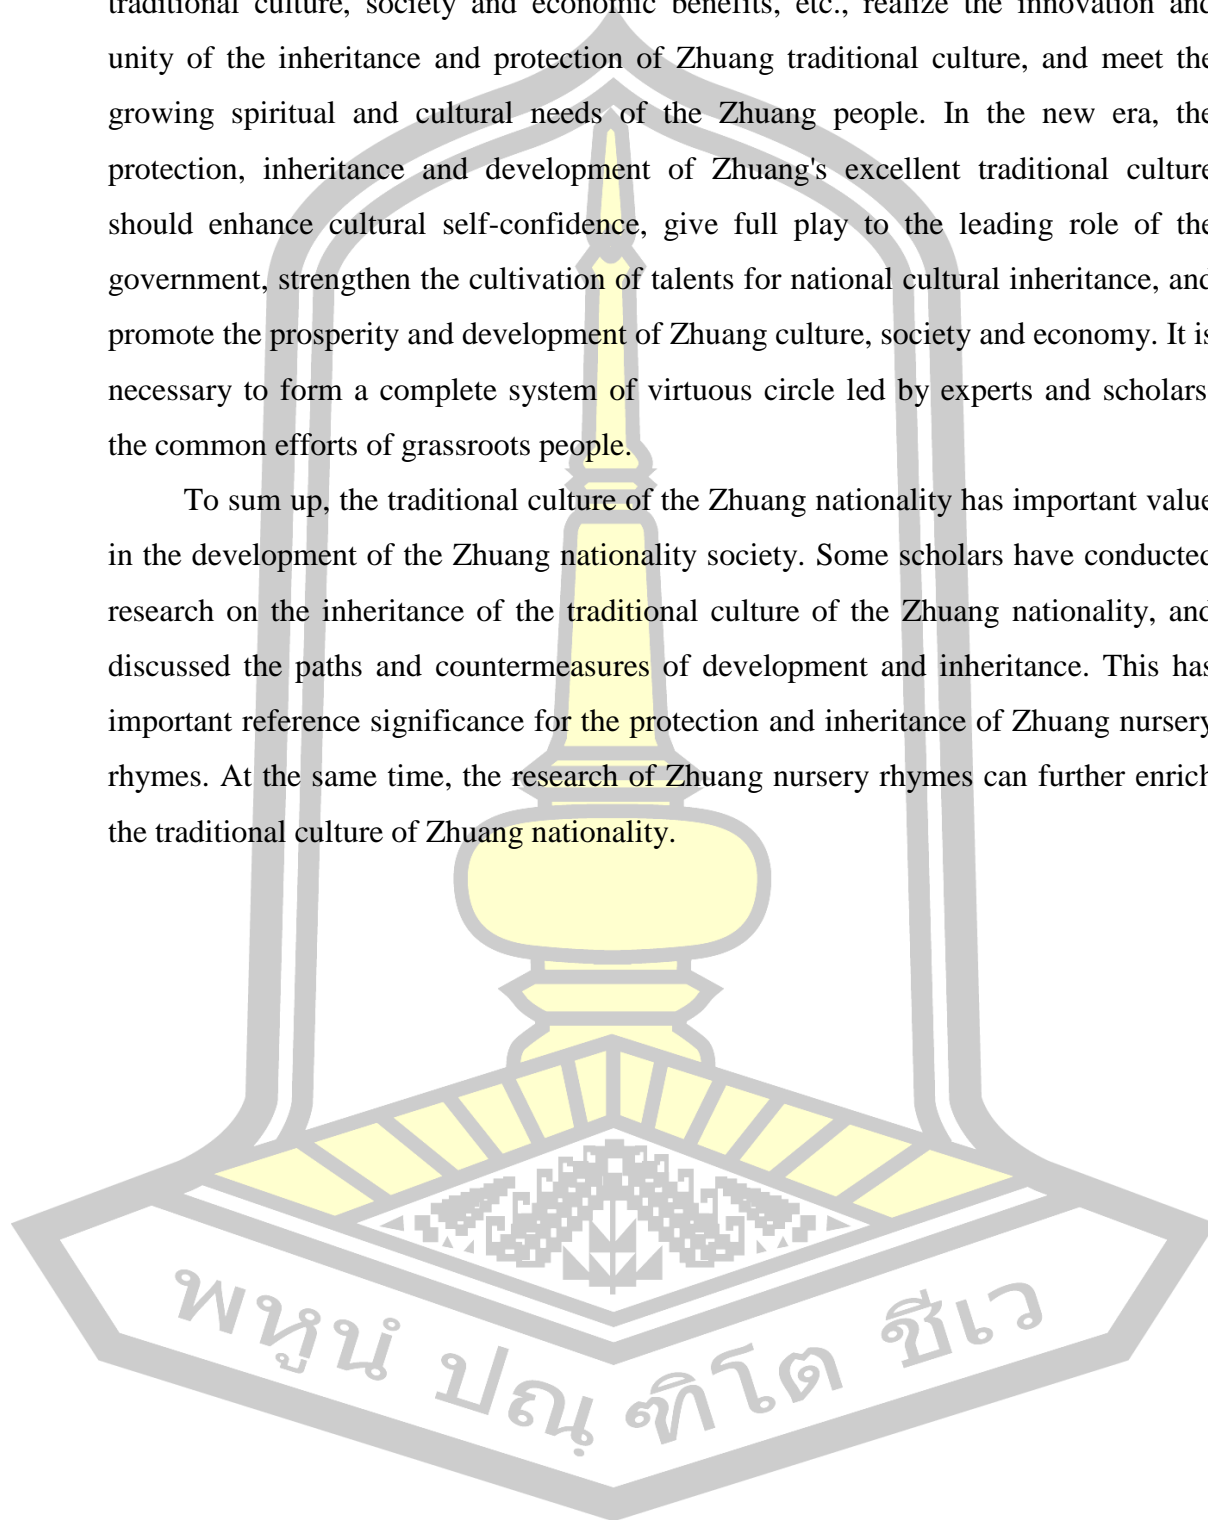 traditional culture, society and economic benefits, etc., realize the innovation and
unity of the inheritance and protection of Zhuang traditional culture, and meet the
growing spiritual and cultural needs of the Zhuang people. In the new era, the
protection, inheritance and development of Zhuang's excellent traditional culture
should enhance cultural self-confidence, give full play to the leading role of the
government, strengthen the cultivation of talents for national cultural inheritance, and
promote the prosperity and development of Zhuang culture, society and economy. It is
necessary to form a complete system of virtuous circle led by experts and scholars
the common efforts of grassroots people.
To sum up, the traditional culture of the Zhuang nationality has important value
in the development of the Zhuang nationality society. Some scholars have conducted
research on the inheritance of the traditional culture of the Zhuang nationality, and
discussed the paths and countermeasures of development and inheritance. This has
important reference significance for the protection and inheritance of Zhuang nursery
rhymes. At the same time, the research of Zhuang nursery rhymes can further enrich
the traditional culture of Zhuang nationality.
พหูนํ ปณฺฑิโต ชีเว